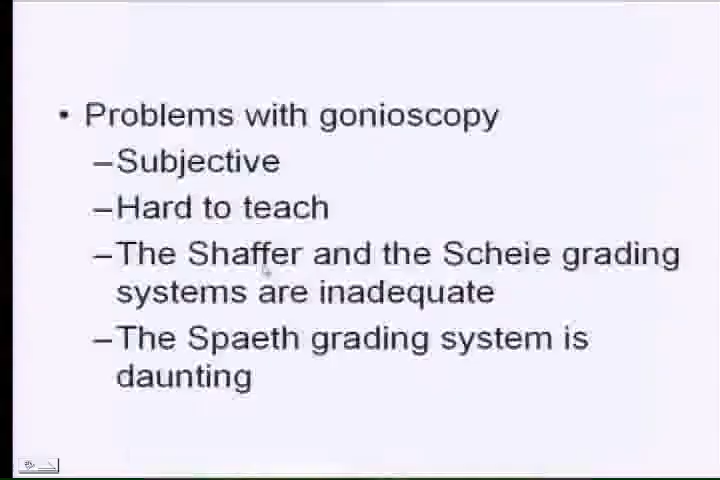 • Problems with gonioscopy
–Subjective
–Hard to teach
–The Shaffer and the Scheie grading
systems are inadequate
–The Spaeth grading system is
daunting